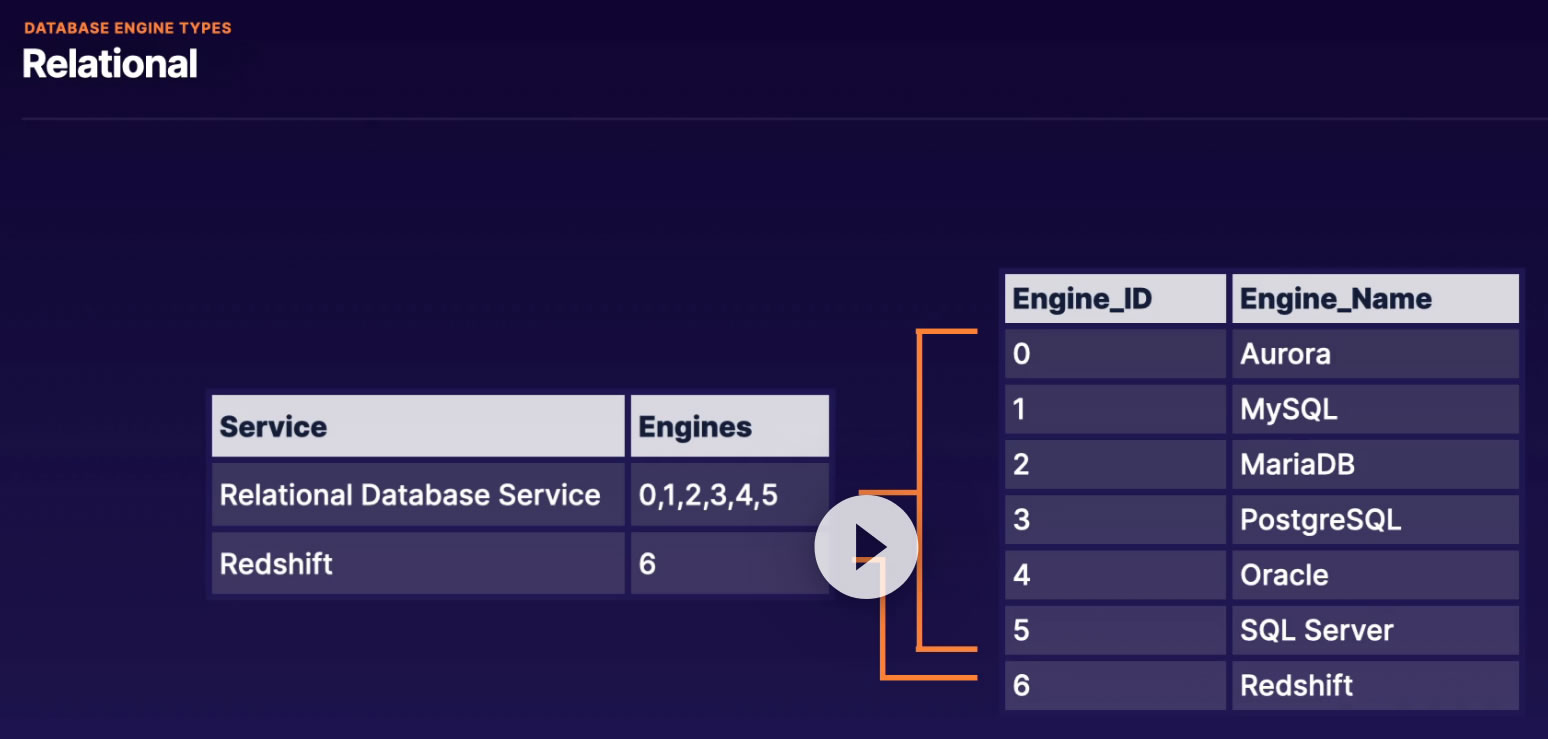 DATABASE ENGINE TYPES
Relational
Service Engines
Relational Database Service 0,1,2,3,4,5
Redshift 6
Engine_ID Engine_Name
0 Aurora
1 MySQL
2 MariaDB
3 PostgreSQL
4 Oracle
5 SQL Server
6 Redshift